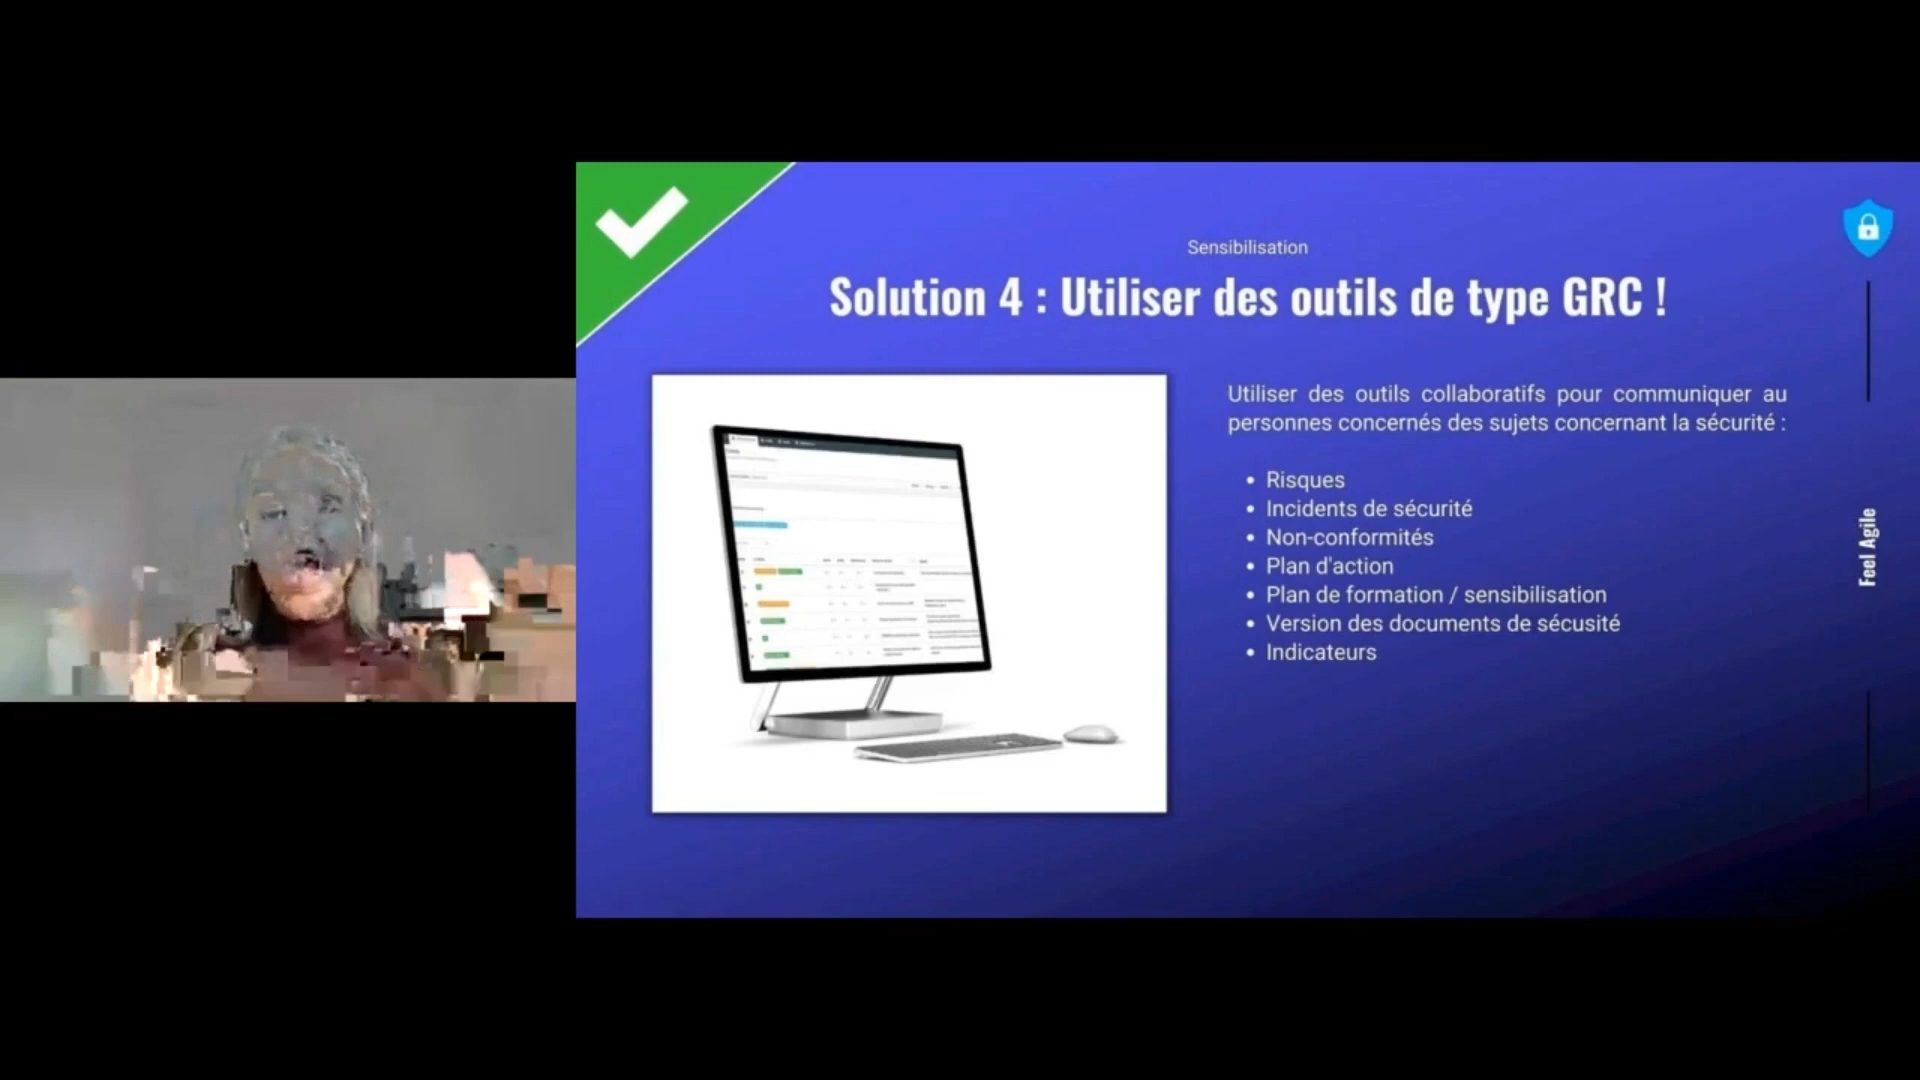 Sensibilisation
Solution 4 : Utiliser des outils de type GRC !
Utiliser des outils collaboratifs pour communiquer au
personnes concernés des sujets concernant la sécurité :
• Risques
• Incidents de sécurité
• Non-conformités
• Plan d'action
• Plan de formation / sensibilisation
• Version des documents de sécusité
• Indicateurs
Feel Agile